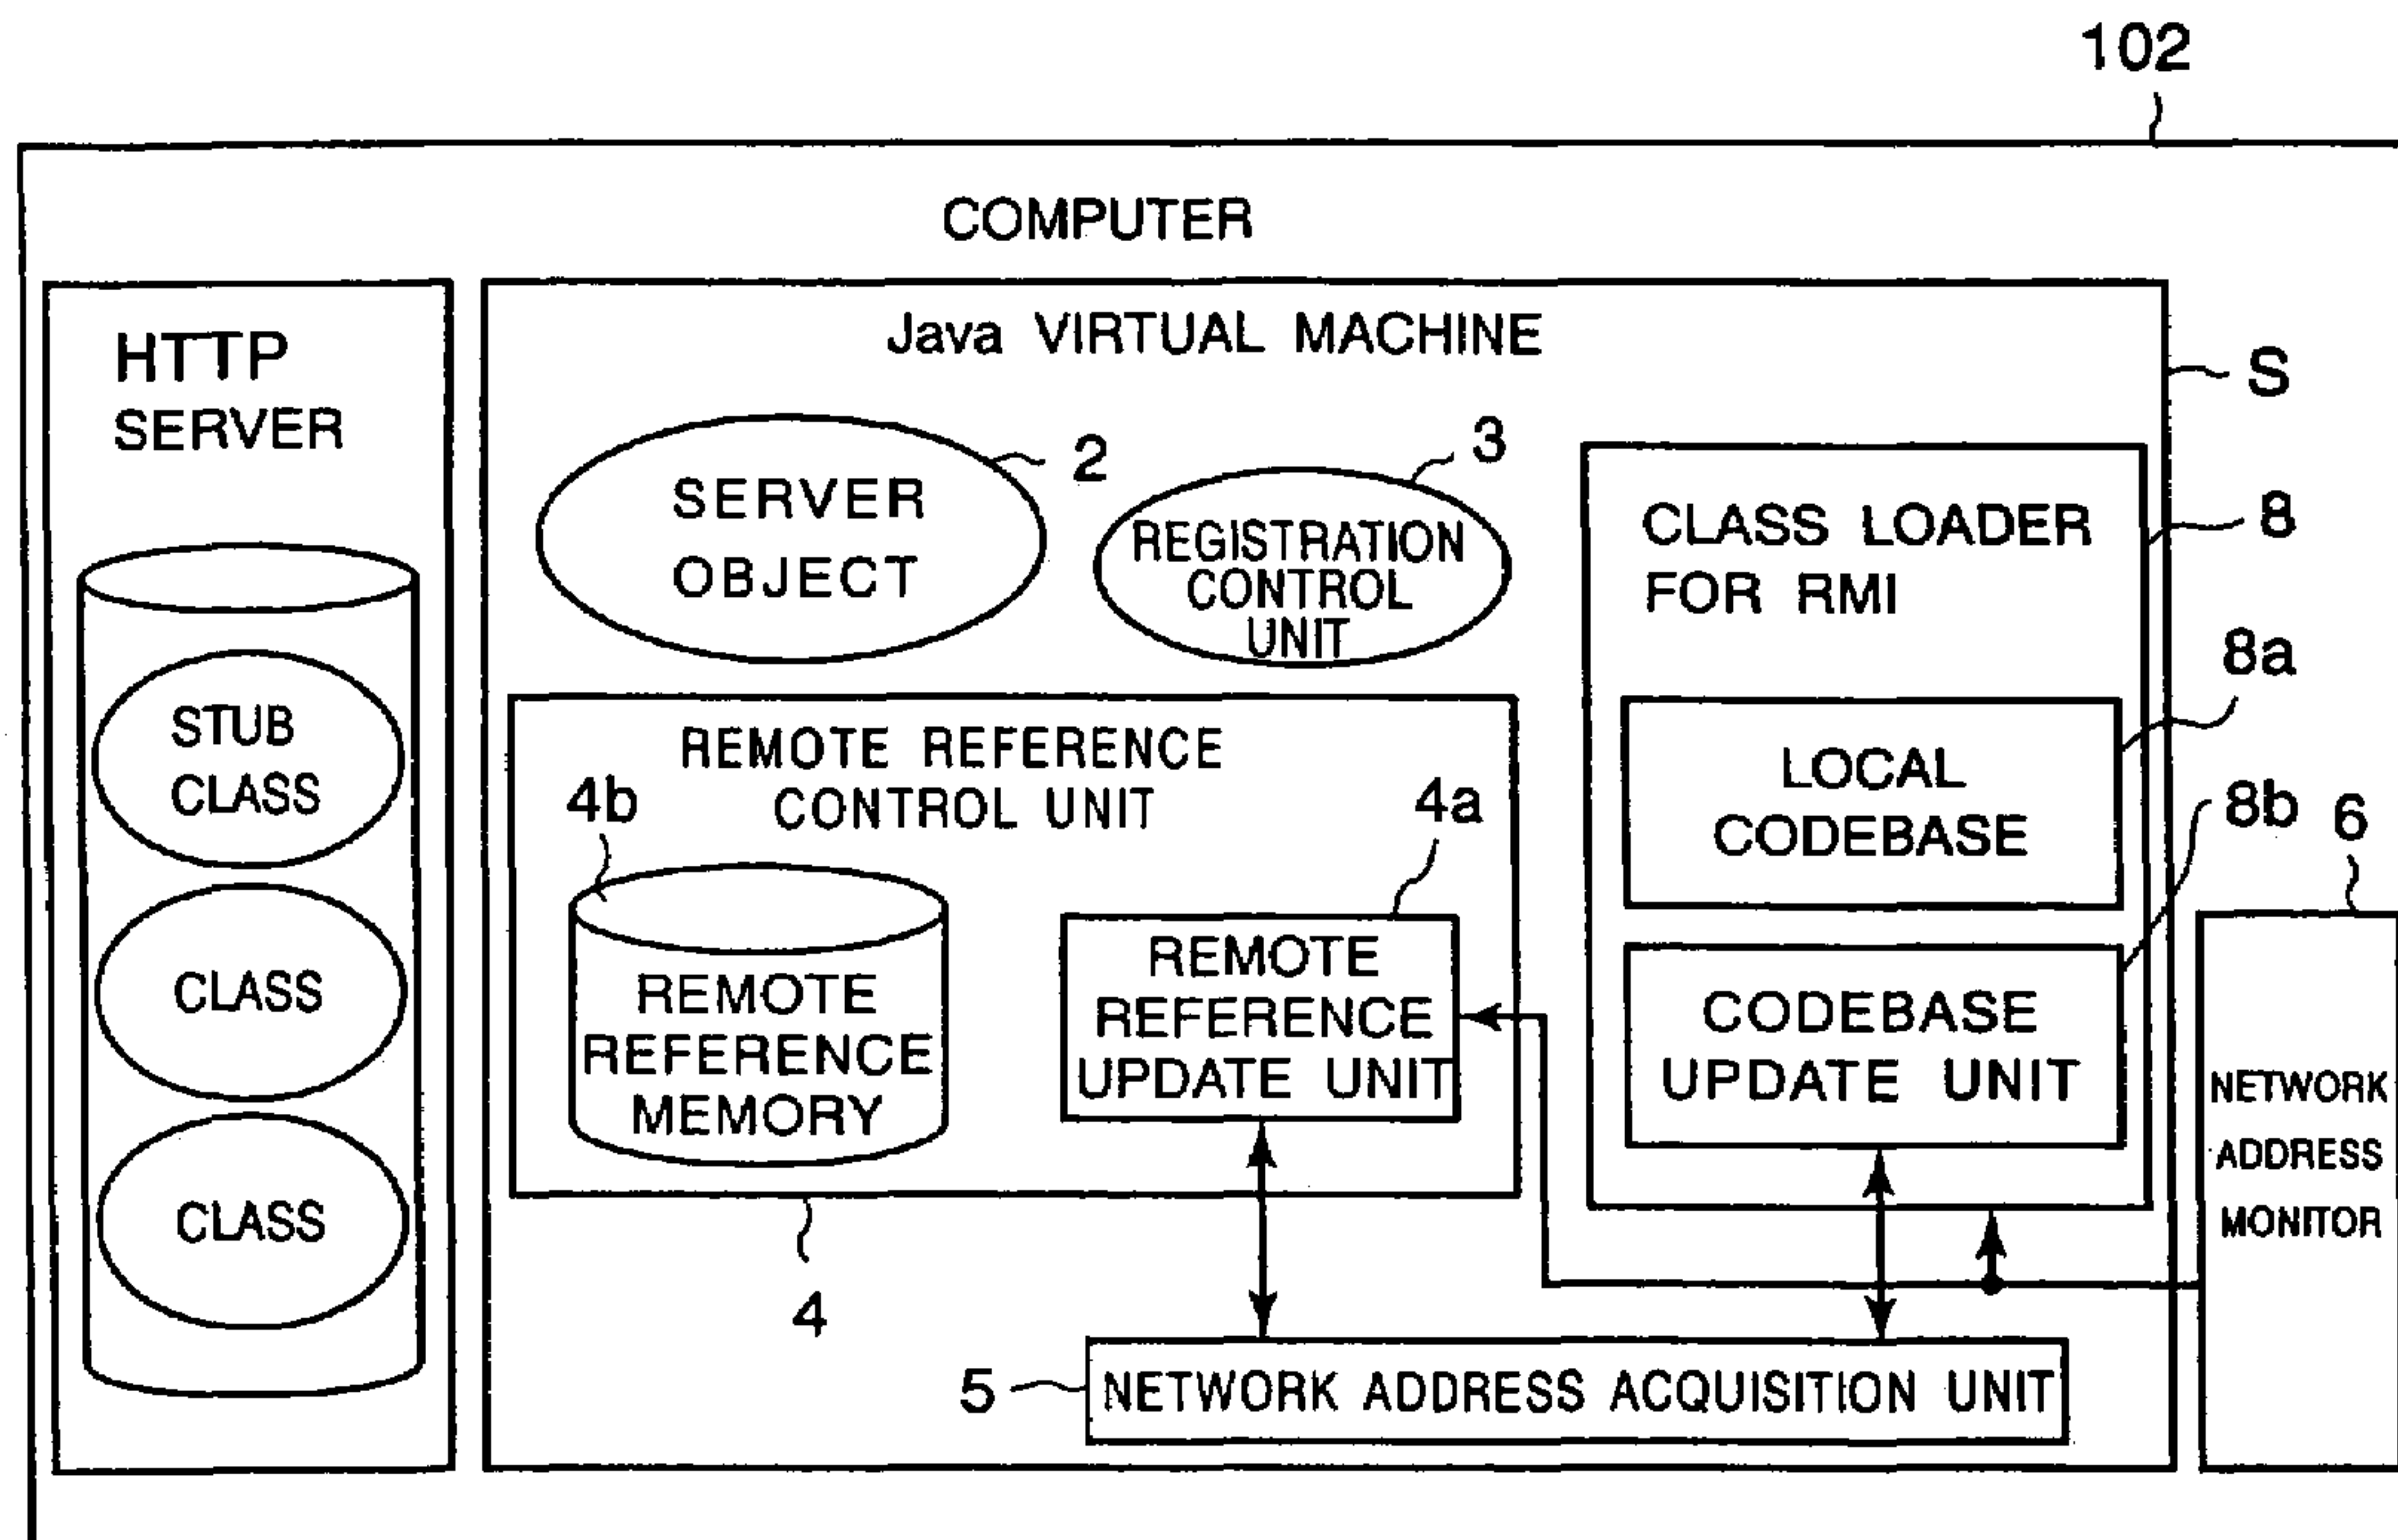 102
COMPUTER
HTTP
SERVER
STUB
CLASS
CLASS
CLASS
Java VIRTUAL MACHINE
S
SERVER
OBJECT
2
REGISTRATION
CONTROL
UNIT
3
CLASS LOADER
FOR RMI
8
LOCAL
CODEBASE
8a
CODEBASE
UPDATE UNIT
8b
REMOTE REFERENCE
CONTROL UNIT
4b
4a
REMOTE
REFERENCE
MEMORY
REMOTE
REFERENCE
UPDATE UNIT
4
5
NETWORK ADDRESS ACQUISITION UNIT
6
NETWORK
ADDRESS
MONITOR